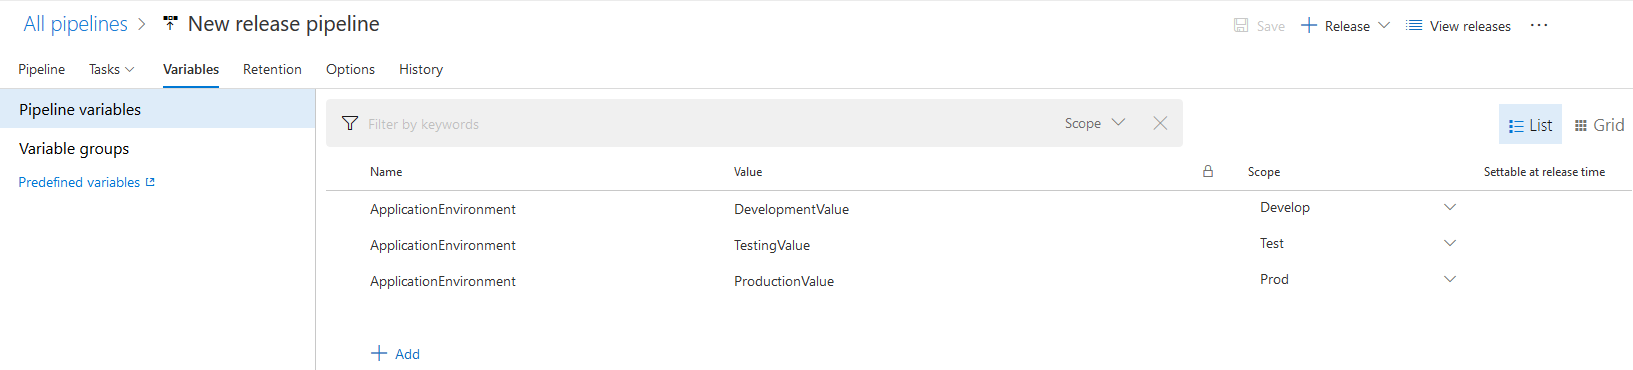 All pipelines > New release pipeline Save + Release View releases ...
Pipeline Tasks Variables Retention Options History
Pipeline variables
Variable groups
Predefined variables
Filter by keywords Scope List Grid
Name Value Scope Settable at release time
ApplicationEnvironment DevelopmentValue Develop
ApplicationEnvironment TestingValue Test
ApplicationEnvironment ProductionValue Prod
+ Add